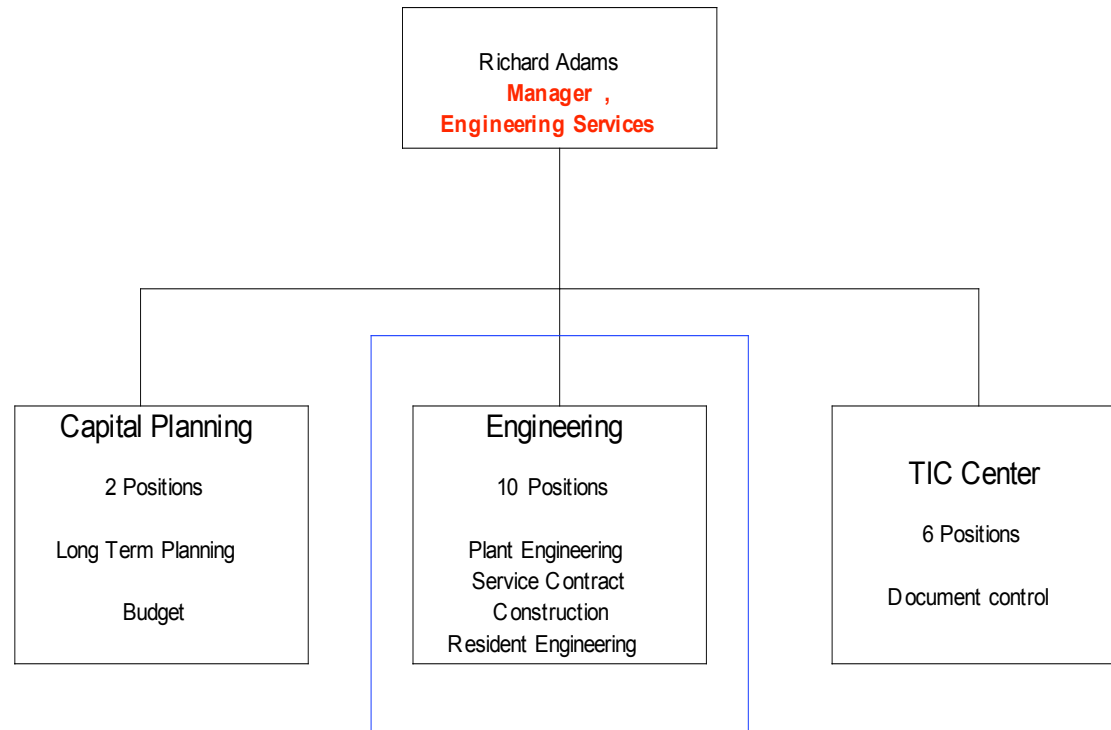 Richard Adams
Manager ,
Engineering Services
Capital Planning
2 Positions
Long Term Planning
Budget
Engineering
10 Positions
Plant Engineering
Service Contract
Construction
Resident Engineering
TIC Center
6 Positions
Document control